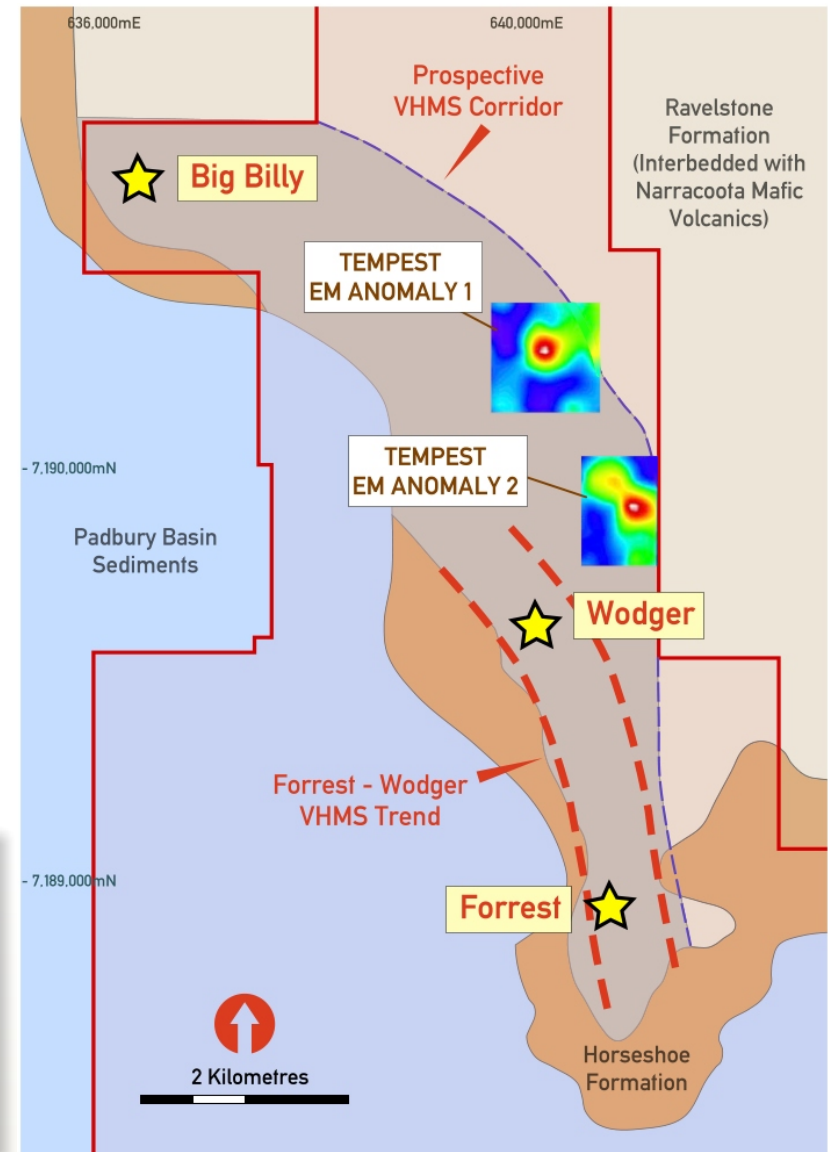 636,000mE
640,000mE
Prospective
VHMS Corridor
Ravelstone
Formation
(Interbedded with
Narracoota Mafic
Volcanics)
Big Billy
TEMPEST
EM ANOMALY 1
TEMPEST
EM ANOMALY 2
- 7,190,000mN
Padbury Basin
Sediments
Wodger
Forrest - Wodger
VHMS Trend
- 7,189,000mN
Forrest
2 Kilometres
Horseshoe
Formation